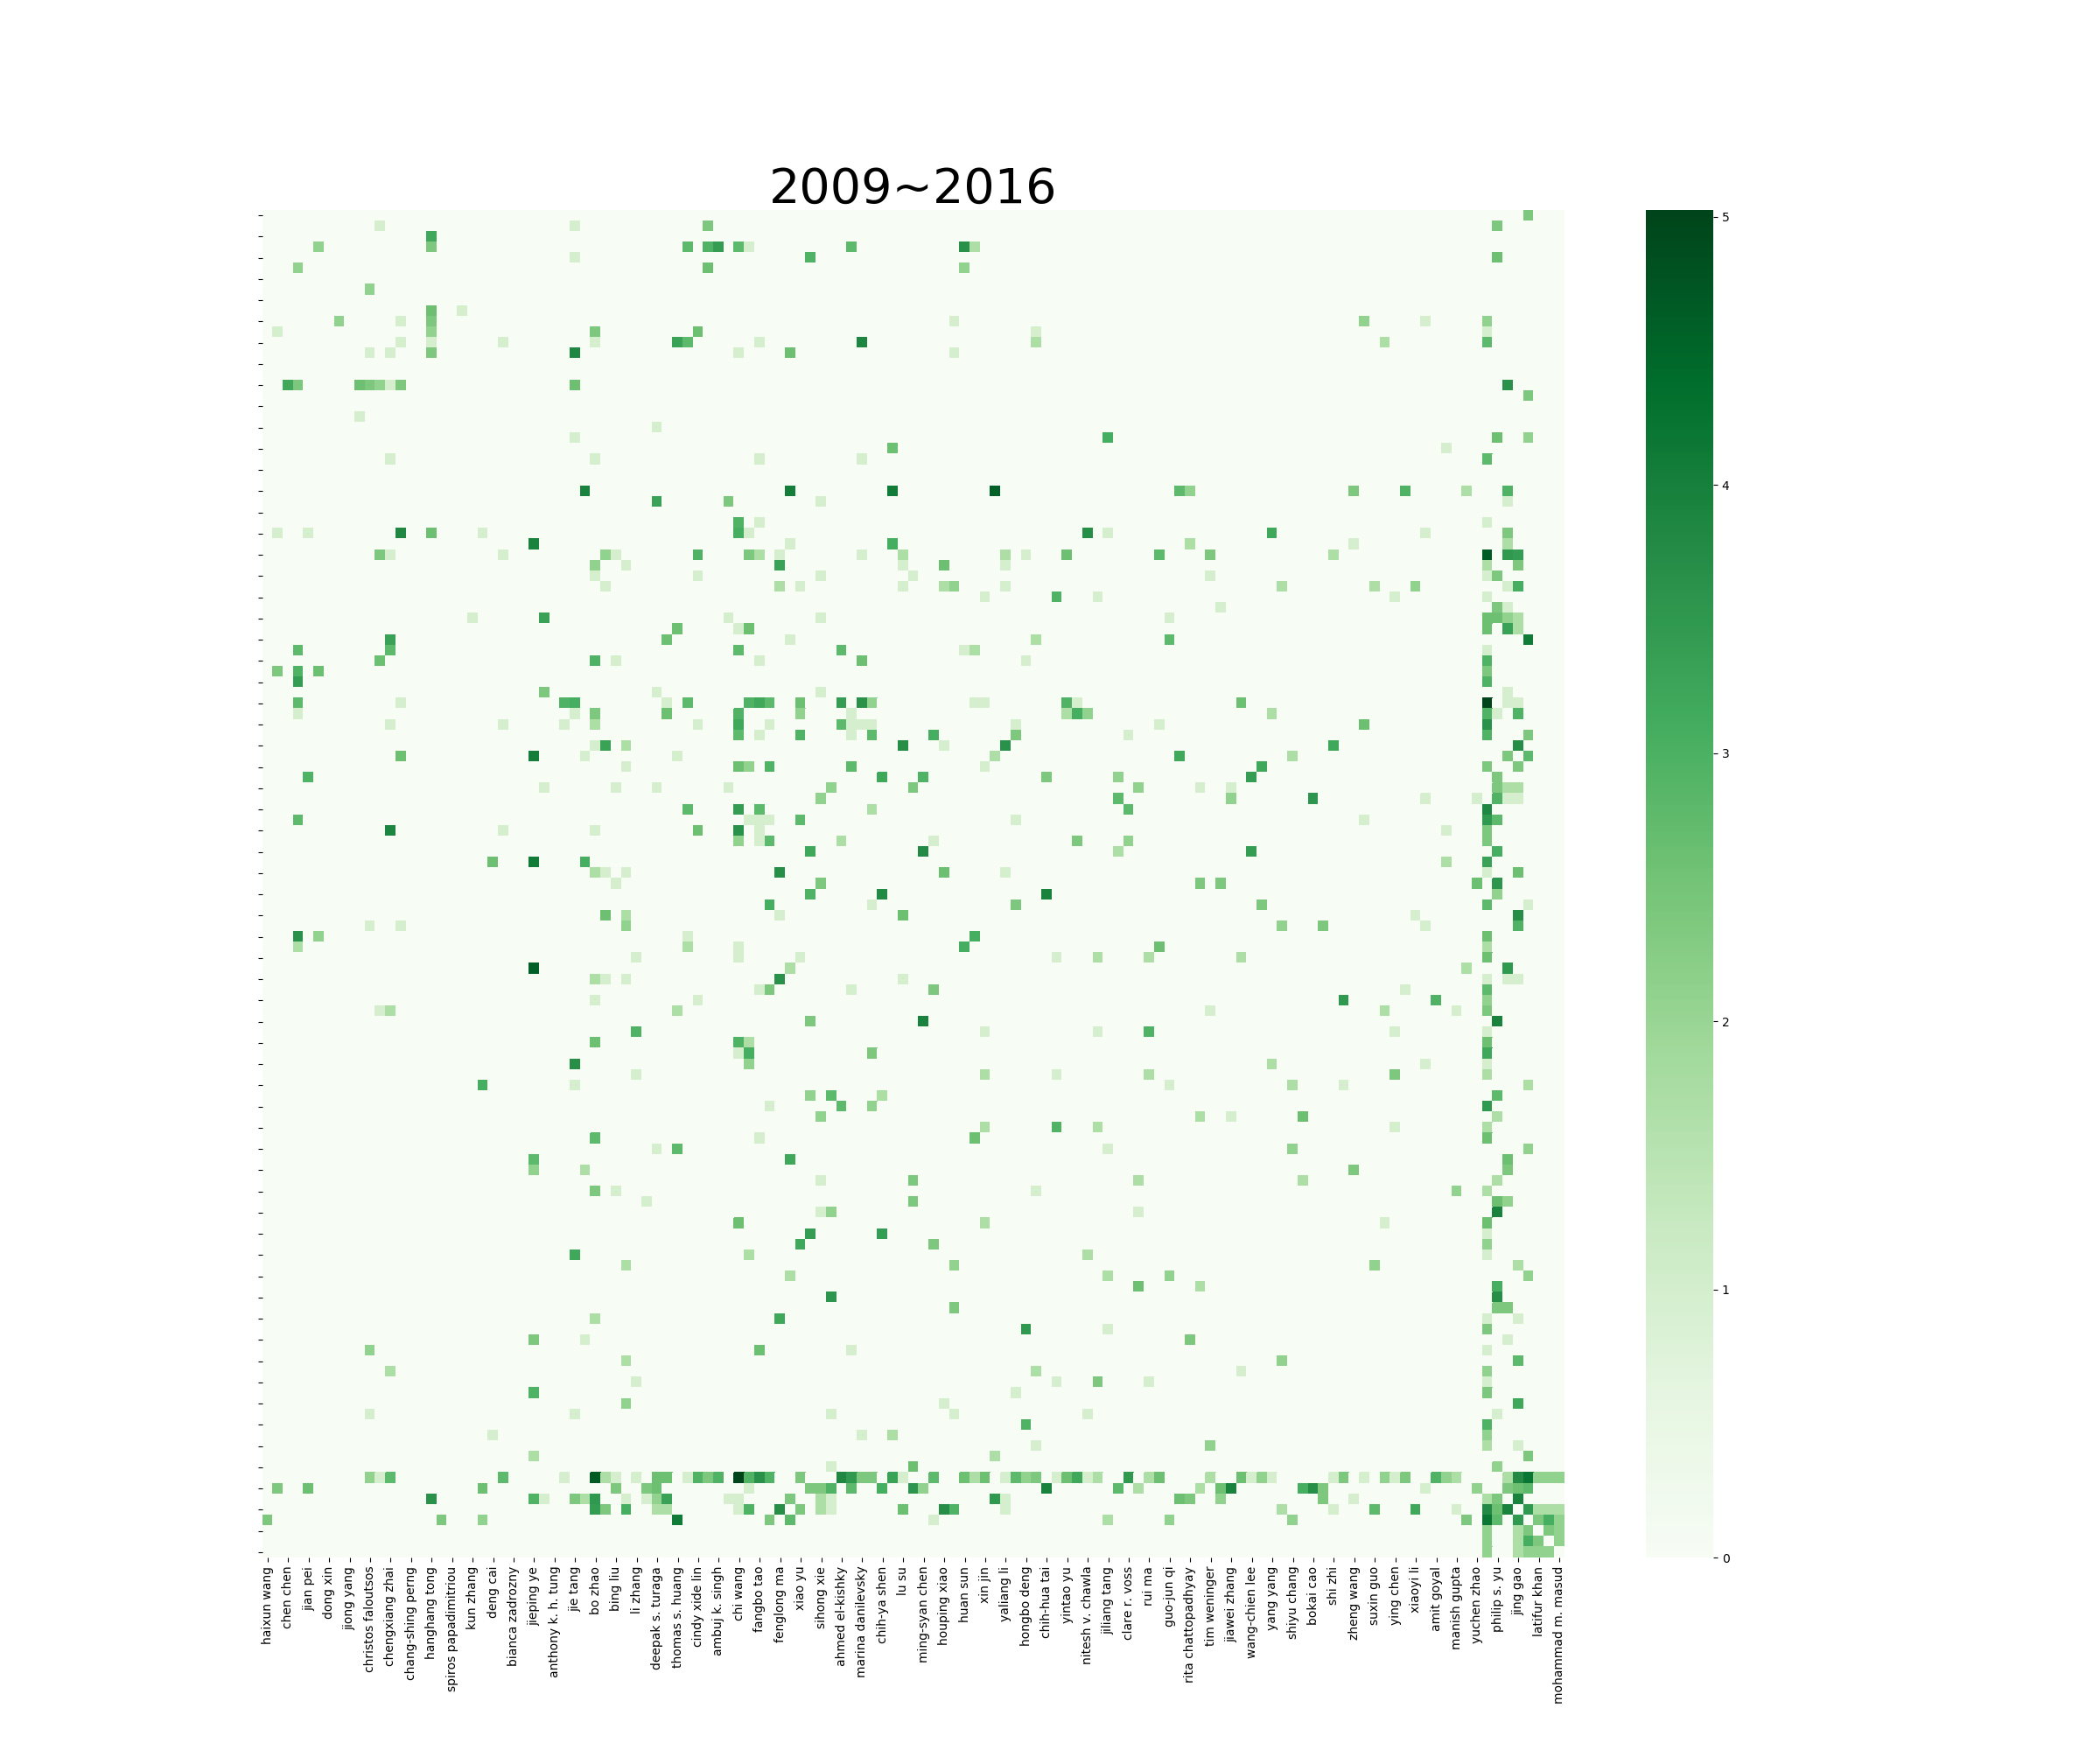 2009~2016
5
4
3
2
1
0
haixun wang
chen chen
jian pei
dong xin
jiong yang
christos faloutsos
chengxiang zhai
chang-shing perng
hanghang tong
spiros papadimitriou
kun zhang
deng cai
bianca zadrozny
jieping ye
anthony k. h. tung
jie tang
bo zhao
bing liu
li zhang
deepak s. turaga
thomas s. huang
cindy xide lin
ambuj k. singh
chi wang
fangbo tao
fenglong ma
xiao yu
sihong xie
ahmed el-kishky
marina danilevsky
chih-ya shen
lu su
ming-syan chen
houping xiao
huan sun
xin jin
yaliang li
hongbo deng
chih-hua tai
yintao yu
nitesh v. chawla
jiliang tang
clare r. voss
rui ma
guo-jun qi
rita chattopadhyay
tim weninger
jiawei zhang
wang-chien lee
yang yang
shiyu chang
bokai cao
shi zhi
zheng wang
suxin guo
ying chen
xiaoyi li
amit goyal
manish gupta
yuchen zhao
philip s. yu
jing gao
latifur khan
mohammad m. masud